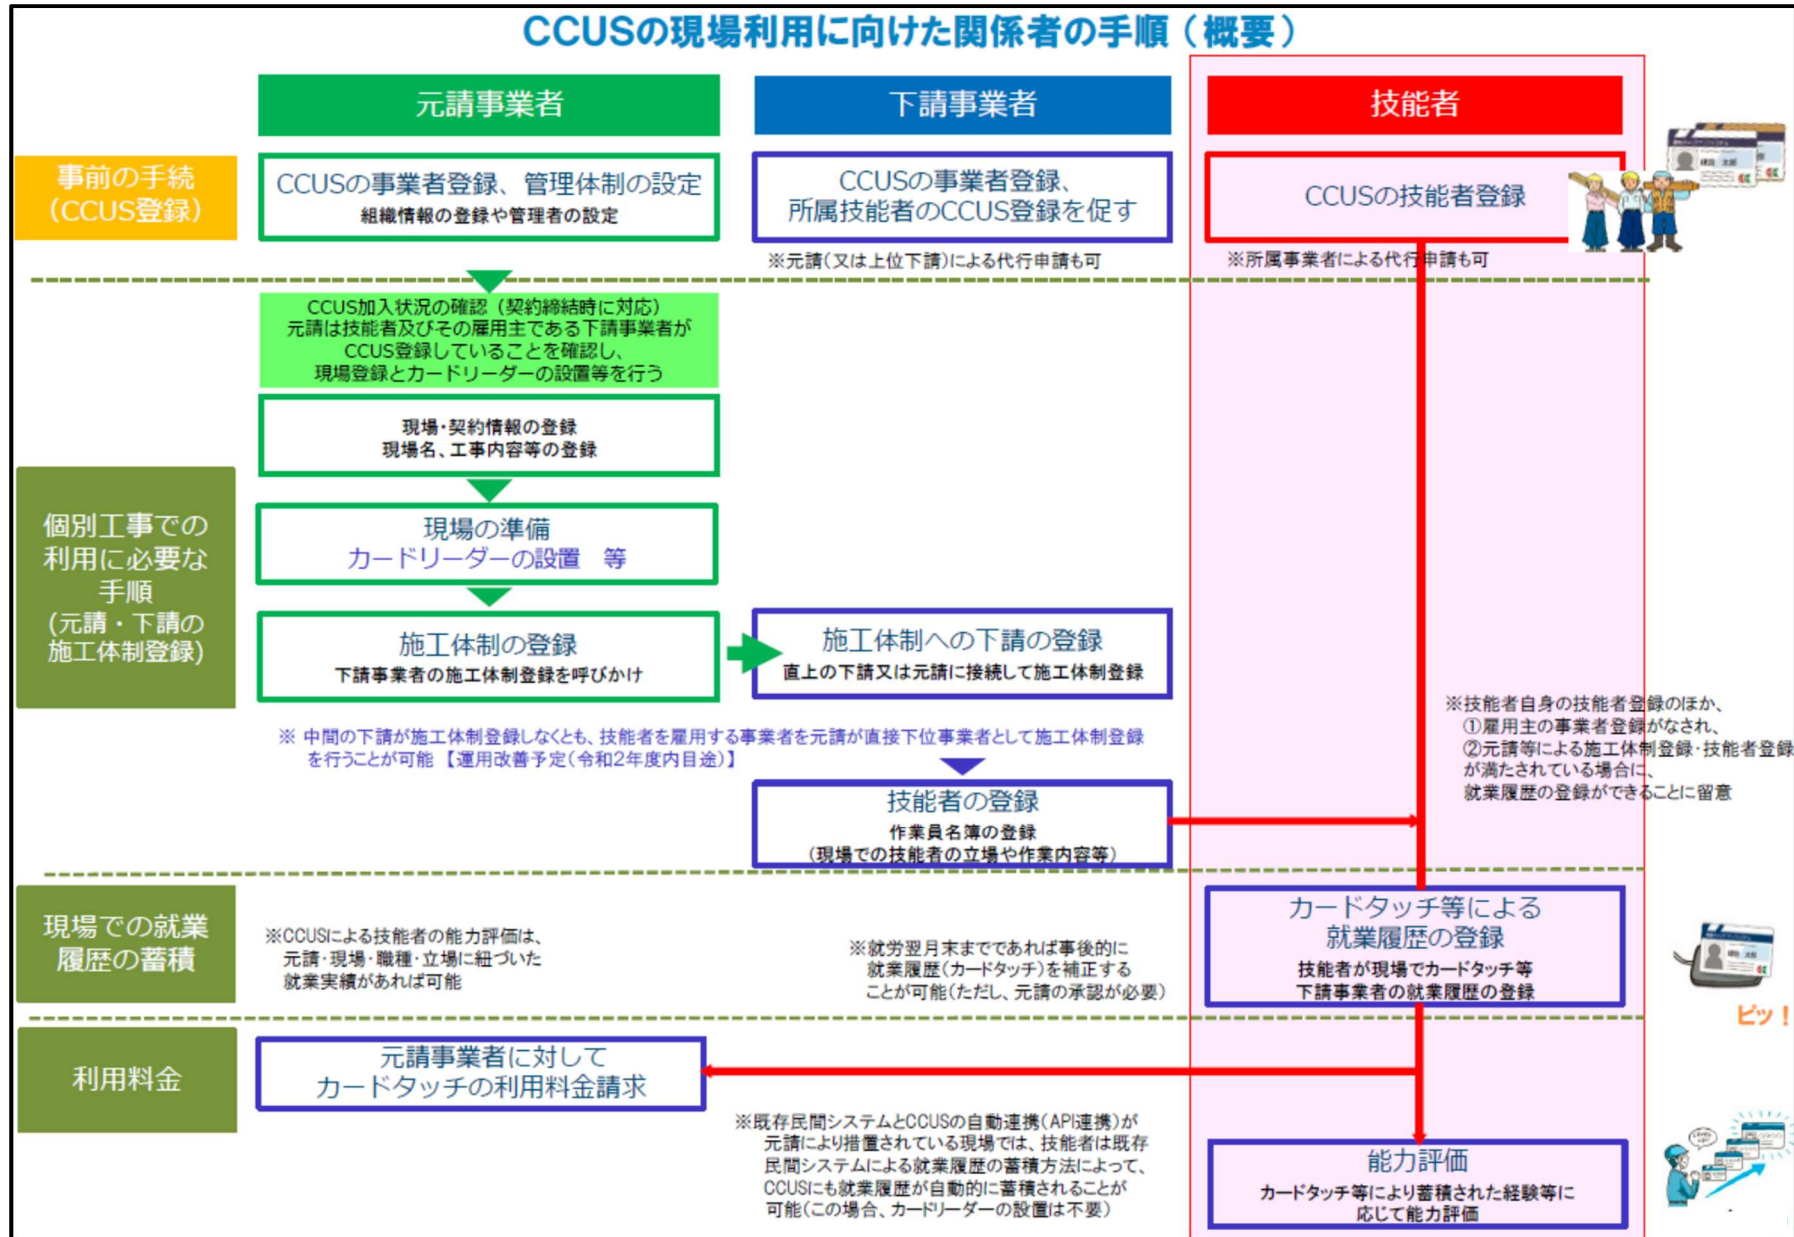 CCUSの現場利用に向けた関係者の手順（概要）
元請事業者
下請事業者
技能者
事前の手続
（CCUS登録）
CCUSの事業者登録、管理体制の設定
組織情報の登録や管理者の設定
CCUSの事業者登録、
所属技能者のCCUS登録を促す
※元請（又は上位下請）による代行申請も可
CCUSの技能者登録
※所属事業者による代行申請も可
CCUS加入状況の確認（契約締結時に対応）
元請は技能者及びその雇用主である下請事業者が
CCUS登録していることを確認し、
現場登録とカードリーダーの設置等を行う
個別工事での
利用に必要な
手順
(元請・下請の
施工体制登録)
現場・契約情報の登録
現場名、工事内容等の登録
現場の準備
カードリーダーの設置　等
施工体制の登録
下請事業者の施工体制登録を呼びかけ
施工体制への下請の登録
直上の下請又は元請に接続して施工体制登録
※ 中間の下請が施工体制登録しなくとも、技能者を雇用する事業者を元請が直接下位事業者として施工体制登録
を行うことが可能 【運用改善予定（令和2年度内目途）】
技能者の登録
作業員名簿の登録
（現場での技能者の立場や作業内容等）
※技能者自身の技能者登録のほか、
①雇用主の事業者登録がなされ、
②元請等による施工体制登録・技能者登録
が満たされている場合に、
就業履歴の登録ができることに留意
現場での就業
履歴の蓄積
※CCUSによる技能者の能力評価は、
元請・現場・職種・立場に紐づいた
就業実績があれば可能
※就労翌月末までであれば事後的に
就業履歴（カードタッチ）を補正する
ことが可能（ただし、元請の承認が必要）
カードタッチ等による
就業履歴の登録
技能者が現場でカードタッチ等
下請事業者の就業履歴の登録
ピッ！
利用料金
元請事業者に対して
カードタッチの利用料金請求
※既存民間システムとCCUSの自動連携（API連携）が
元請により措置されている現場では、技能者は既存
民間システムによる就業履歴の蓄積方法によって、
CCUSにも就業履歴が自動的に蓄積されることが
可能（この場合、カードリーダーの設置は不要）
能力評価
カードタッチ等により蓄積された経験等に
応じて能力評価